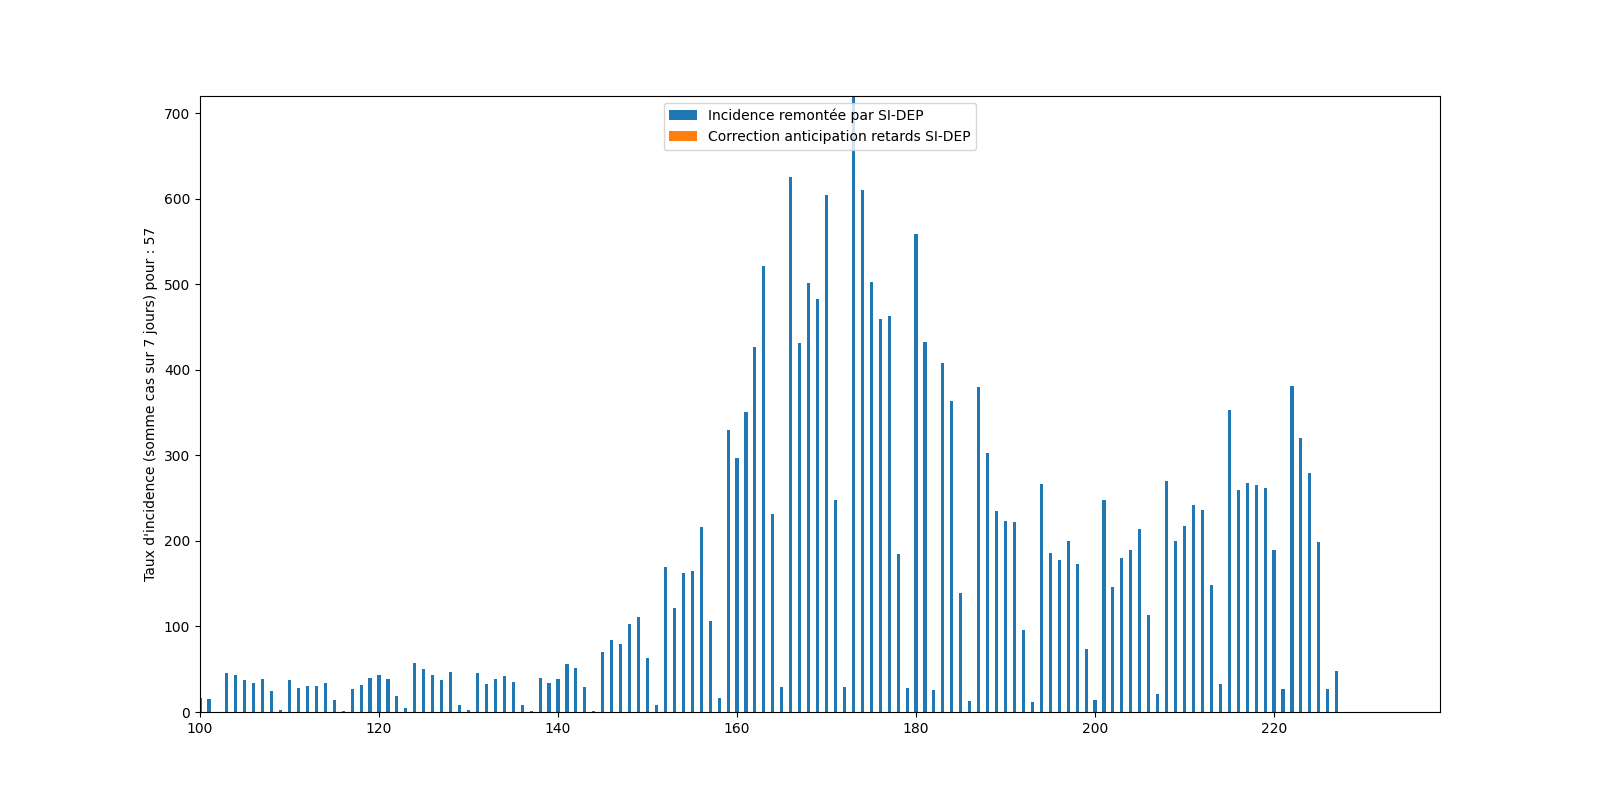 Incidence remontée par SI-DEP
Correction anticipation retards SI-DEP
Taux d'incidence (somme cas sur 7 jours) pour : 57
700
600
500
400
300
200
100
0
100 120 140 160 180 200 220